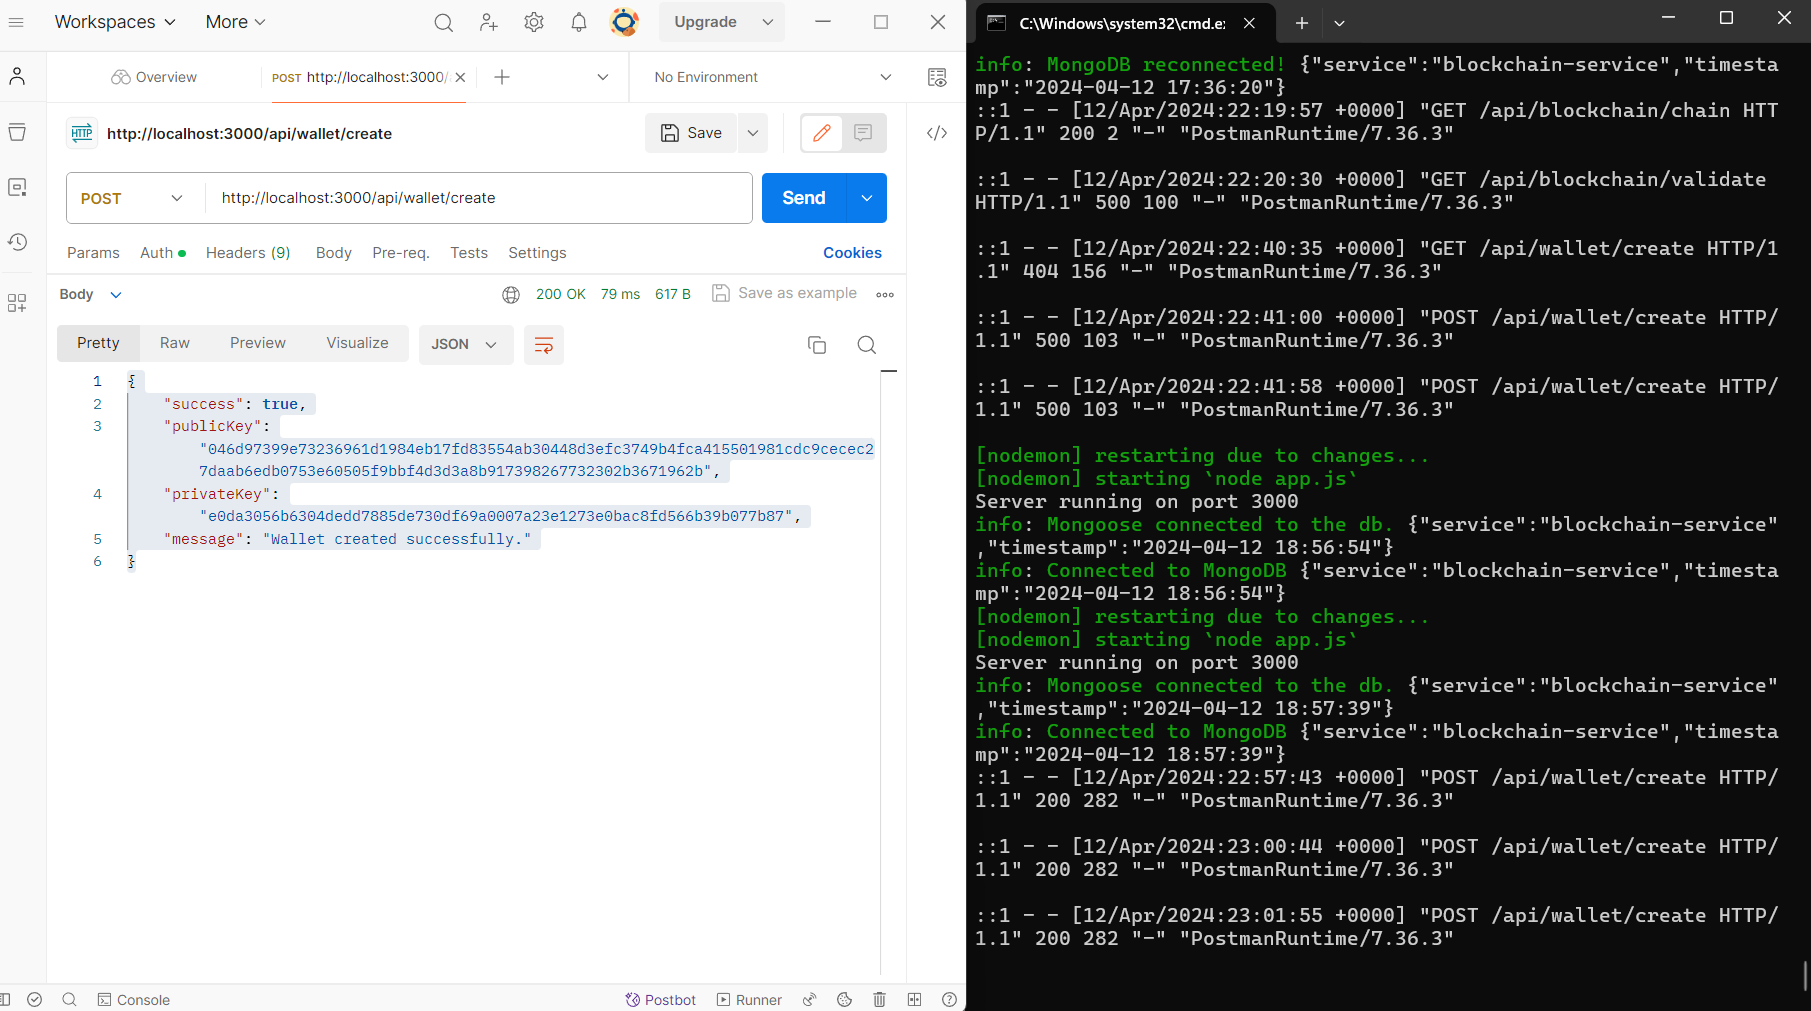 Workspaces
More
Upgrade
Overview
POST http://localhost:3000/
No Environment
HTTP
http://localhost:3000/api/wallet/create
Save
</>
POST
http://localhost:3000/api/wallet/create
Send
Params
Auth
Headers (9)
Body
Pre-req.
Tests
Settings
Cookies
Body
200 OK
79 ms
617 B
Save as example
Pretty
Raw
Preview
Visualize
JSON
1 {
2 "success": true,
3 "publicKey":
"046d97399e73236961d1984eb17fd83554ab30448d3efc3749b4fca415501981cdc9cecec2
7daab6edb0753e60505f9bbf4d3d3a8b917398267732302b3671962b",
4 "privateKey":
"e0da3056b6304dedd7885de730df69a0007a23e1273e0bac8fd566b39b077b87",
5 "message": "Wallet created successfully."
6 }
Console
Postbot
Runner
C:\Windows\system32\cmd.e
info: MongoDB reconnected! {"service":"blockchain-service","timesta
mp":"2024-04-12 17:36:20"}
::1 - - [12/Apr/2024:22:19:57 +0000] "GET /api/blockchain/chain HTT
P/1.1" 200 2 "-" "PostmanRuntime/7.36.3"
::1 - - [12/Apr/2024:22:20:30 +0000] "GET /api/blockchain/validate
HTTP/1.1" 500 100 "-" "PostmanRuntime/7.36.3"
::1 - - [12/Apr/2024:22:40:35 +0000] "GET /api/wallet/create HTTP/1
.1" 404 156 "-" "PostmanRuntime/7.36.3"
::1 - - [12/Apr/2024:22:41:00 +0000] "POST /api/wallet/create HTTP/
1.1" 500 103 "-" "PostmanRuntime/7.36.3"
::1 - - [12/Apr/2024:22:41:58 +0000] "POST /api/wallet/create HTTP/
1.1" 500 103 "-" "PostmanRuntime/7.36.3"
[nodemon] restarting due to changes...
[nodemon] starting `node app.js`
Server running on port 3000
info: Mongoose connected to the db. {"service":"blockchain-service"
,"timestamp":"2024-04-12 18:56:54"}
info: Connected to MongoDB {"service":"blockchain-service","timesta
mp":"2024-04-12 18:56:54"}
[nodemon] restarting due to changes...
[nodemon] starting `node app.js`
Server running on port 3000
info: Mongoose connected to the db. {"service":"blockchain-service"
,"timestamp":"2024-04-12 18:57:39"}
info: Connected to MongoDB {"service":"blockchain-service","timesta
mp":"2024-04-12 18:57:39"}
::1 - - [12/Apr/2024:22:57:43 +0000] "POST /api/wallet/create HTTP/
1.1" 200 282 "-" "PostmanRuntime/7.36.3"
::1 - - [12/Apr/2024:23:00:44 +0000] "POST /api/wallet/create HTTP/
1.1" 200 282 "-" "PostmanRuntime/7.36.3"
::1 - - [12/Apr/2024:23:01:55 +0000] "POST /api/wallet/create HTTP/
1.1" 200 282 "-" "PostmanRuntime/7.36.3"